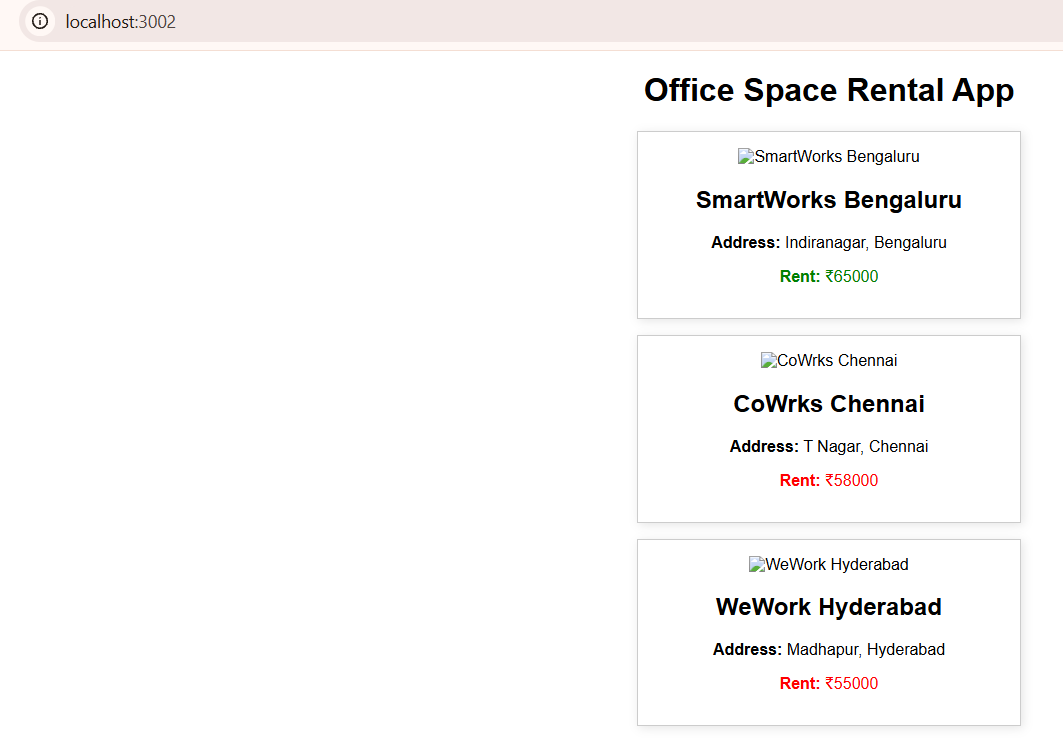 localhost:3002
Office Space Rental App
SmartWorks Bengaluru
SmartWorks Bengaluru
Address: Indiranagar, Bengaluru
Rent: ₹65000
CoWrks Chennai
CoWrks Chennai
Address: T Nagar, Chennai
Rent: ₹58000
WeWork Hyderabad
WeWork Hyderabad
Address: Madhapur, Hyderabad
Rent: ₹55000